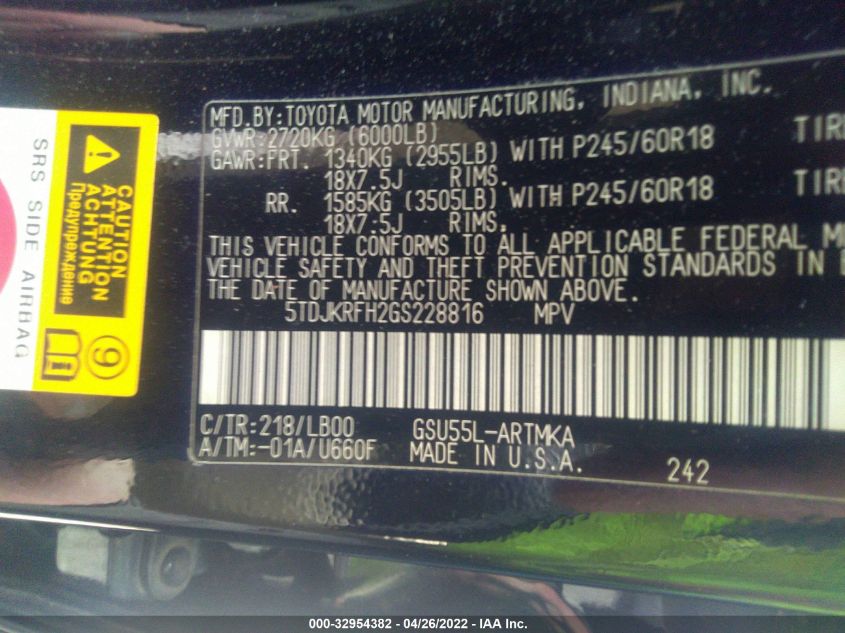 MFD.BY:TOYOTA MOTOR MANUFACTURING, INDIANA, INC.
GVWR:2720KG (6000LB)
GAWR:FRT. 1340KG (2955LB) WITH P245/60R18 TIRE
18X7.5J RIMS.
RR. 1585KG (3505LB) WITH P245/60R18 TIRE
18X7.5J RIMS.
THIS VEHICLE CONFORMS TO ALL APPLICABLE FEDERAL M
VEHICLE SAFETY AND THEFT PREVENTION STANDARDS IN E
THE DATE OF MANUFACTURE SHOWN ABOVE.
5TDJKRFH2GS228816 MPV
C/TR:218/LB00 GSU55L-ARTMKA
A/TM:-01A/U660F MADE IN U.S.A.
242
CAUTION
ATTENTION
ACHTUNG
Предупреждение
9
SRS SIDE AIRBAG
000-32954382 - 04/26/2022 - IAA Inc.